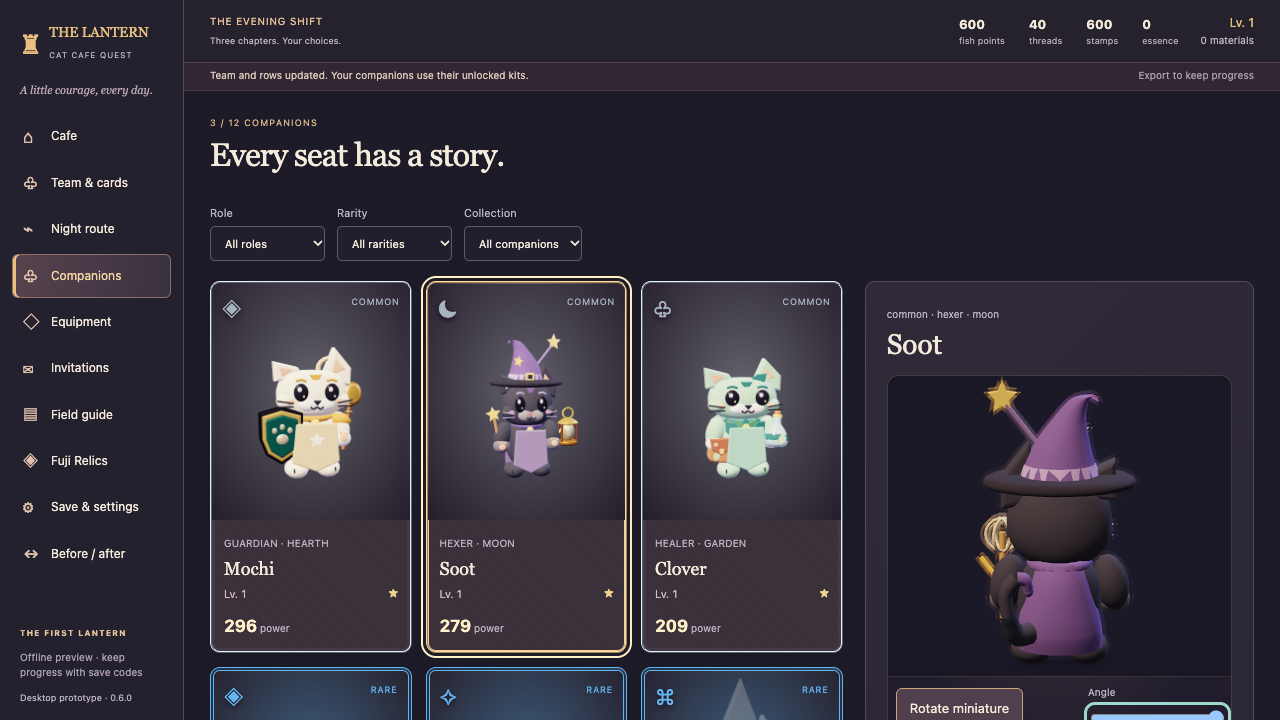 THE LANTERN
CAT CAFE QUEST
A little courage, every day.
Cafe
Team & cards
Night route
Companions
Equipment
Invitations
Field guide
Fuji Relics
Save & settings
Before / after
THE FIRST LANTERN
Offline preview · keep
progress with save codes
Desktop prototype · 0.6.0
THE EVENING SHIFT
Three chapters. Your choices.
600 fish points
40 threads
600 stamps
0 essence
Lv. 1
0 materials
Team and rows updated. Your companions use their unlocked kits.
Export to keep progress
3 / 12 COMPANIONS
Every seat has a story.
Role
All roles
Rarity
All rarities
Collection
All companions
COMMON
GUARDIAN · HEARTH
Mochi
Lv. 1
296 power
COMMON
HEXER · MOON
Soot
Lv. 1
279 power
COMMON
HEALER · GARDEN
Clover
Lv. 1
209 power
RARE
RARE
RARE
common · hexer · moon
Soot
Rotate miniature
Angle